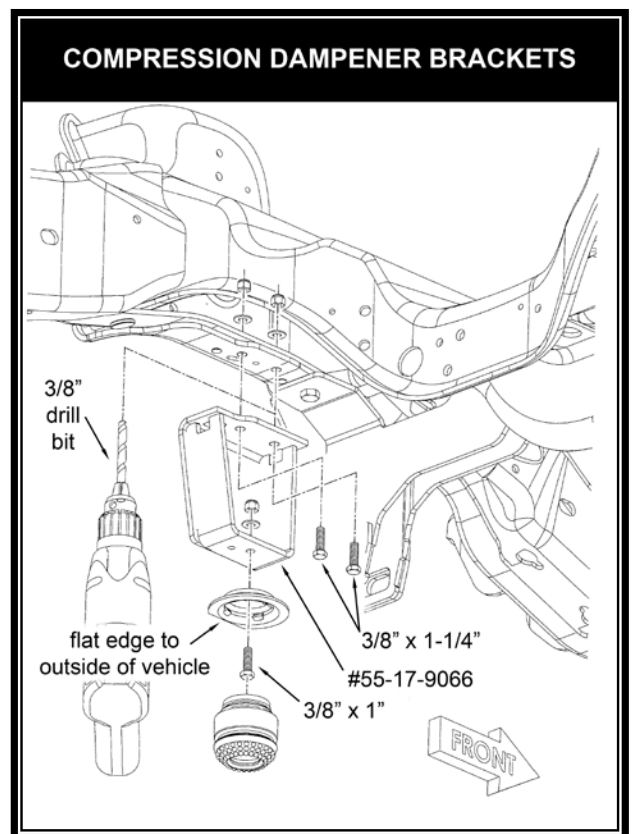 COMPRESSION DAMPENER BRACKETS
3/8”
drill
bit
flat edge to
outside of vehicle
3/8” x 1-1/4”
#55-17-9066
3/8” x 1”
FRONT